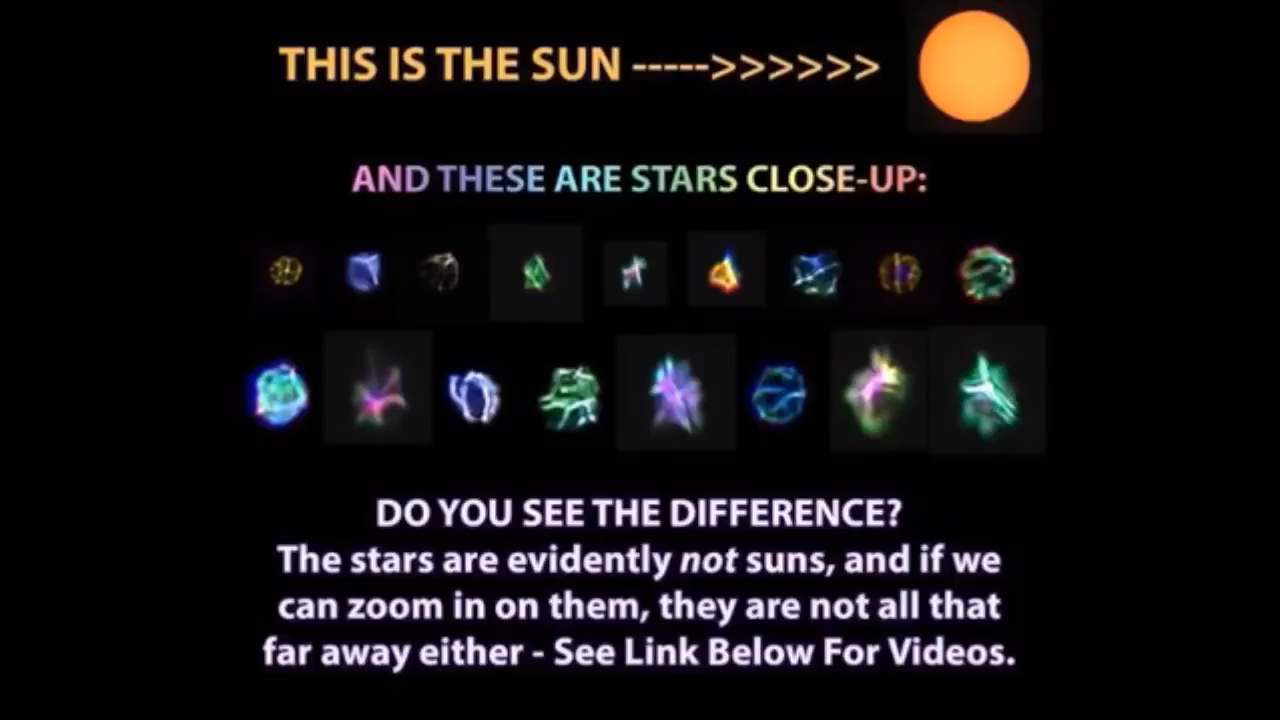 THIS IS THE SUN ----->>>>>>
AND THESE ARE STARS CLOSE-UP:
DO YOU SEE THE DIFFERENCE?
The stars are evidently not suns, and if we
can zoom in on them, they are not all that
far away either - See Link Below For Videos.